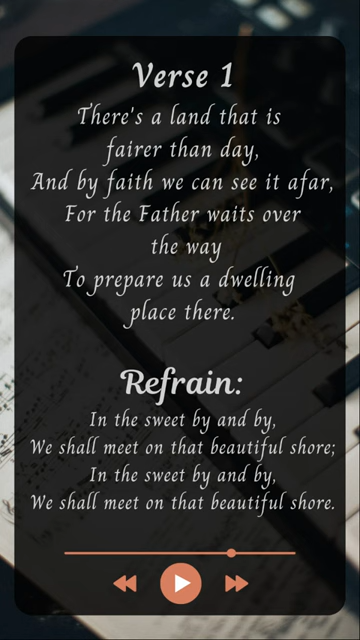 Verse 1
There's a land that is
fairer than day,
And by faith we can see it afar,
For the Father waits over
the way
To prepare us a dwelling
place there.
Refrain:
In the sweet by and by,
We shall meet on that beautiful shore;
In the sweet by and by,
We shall meet on that beautiful shore.